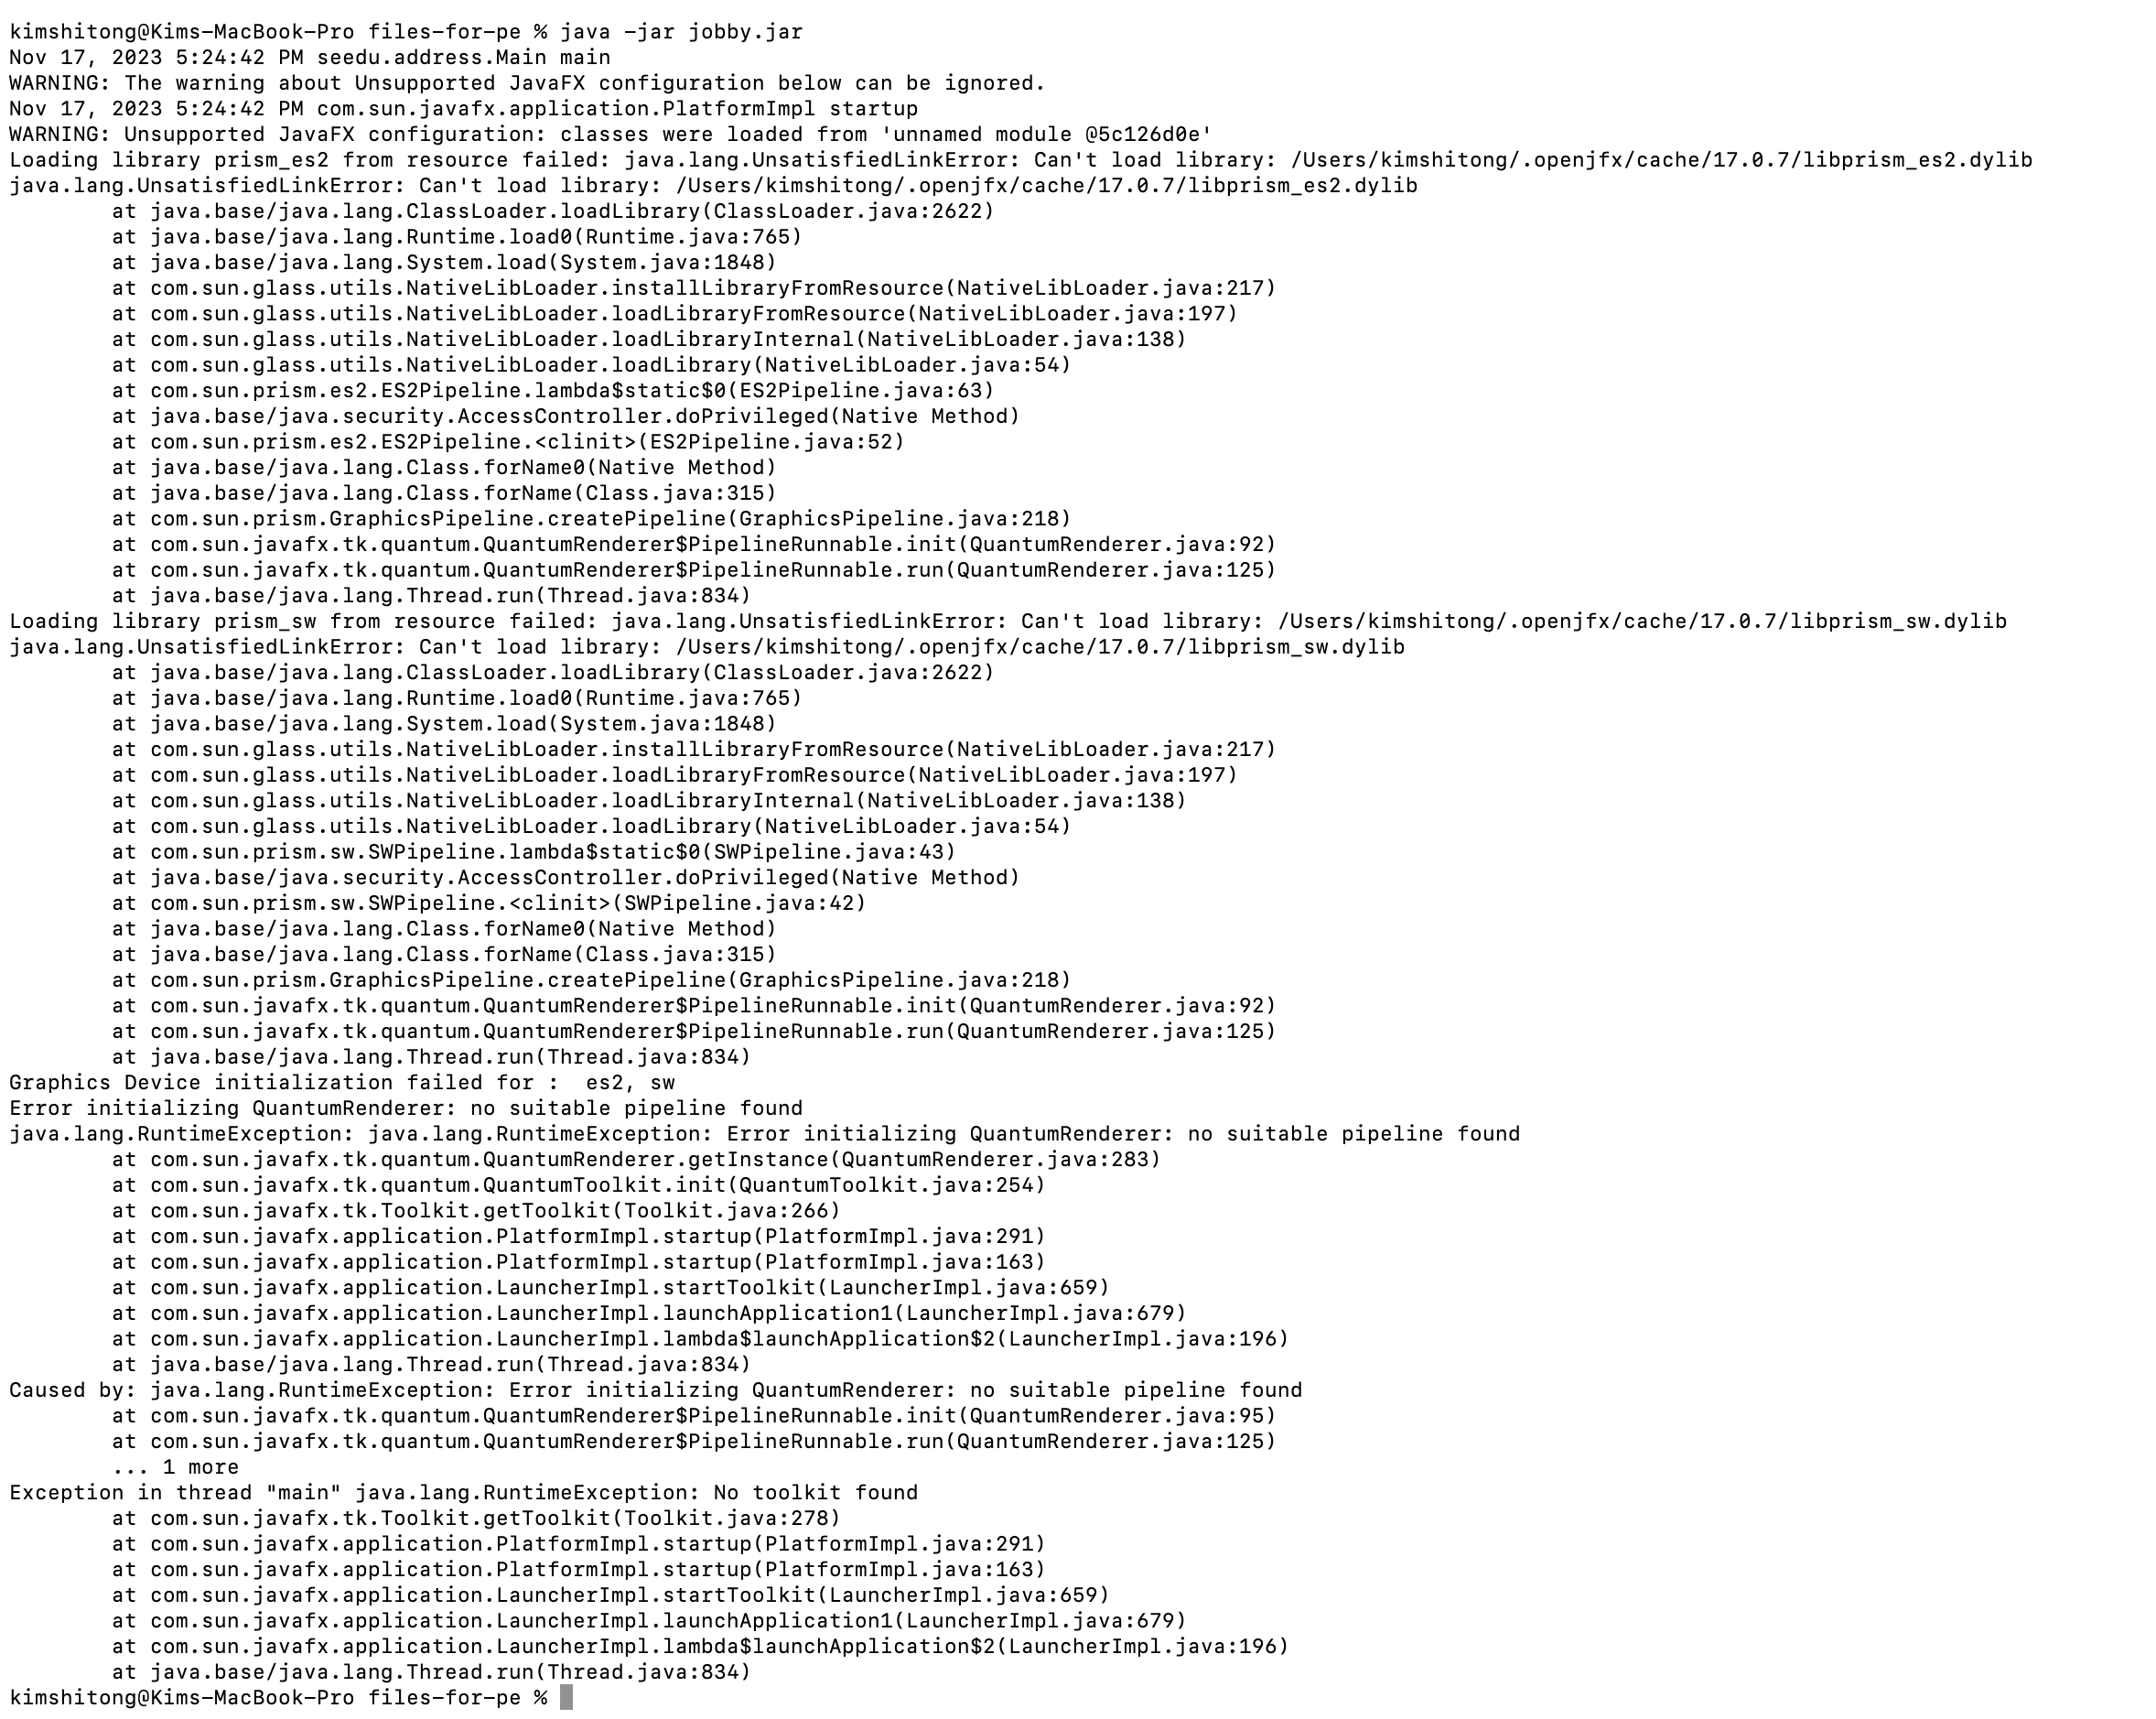 kimshitong@Kims-MacBook-Pro files-for-pe % java -jar jobby.jar
Nov 17, 2023 5:24:42 PM seedu.address.Main main
WARNING: The warning about Unsupported JavaFX configuration below can be ignored.
Nov 17, 2023 5:24:42 PM com.sun.javafx.application.PlatformImpl startup
WARNING: Unsupported JavaFX configuration: classes were loaded from 'unnamed module @5c126d0e'
Loading library prism_es2 from resource failed: java.lang.UnsatisfiedLinkError: Can't load library: /Users/kimshitong/.openjfx/cache/17.0.7/libprism_es2.dylib
java.lang.UnsatisfiedLinkError: Can't load library: /Users/kimshitong/.openjfx/cache/17.0.7/libprism_es2.dylib
at java.base/java.lang.ClassLoader.loadLibrary(ClassLoader.java:2622)
at java.base/java.lang.Runtime.load0(Runtime.java:765)
at java.base/java.lang.System.load(System.java:1848)
at com.sun.glass.utils.NativeLibLoader.installLibraryFromResource(NativeLibLoader.java:217)
at com.sun.glass.utils.NativeLibLoader.loadLibraryFromResource(NativeLibLoader.java:197)
at com.sun.glass.utils.NativeLibLoader.loadLibraryInternal(NativeLibLoader.java:138)
at com.sun.glass.utils.NativeLibLoader.loadLibrary(NativeLibLoader.java:54)
at com.sun.prism.es2.ES2Pipeline.lambda$static$0(ES2Pipeline.java:63)
at java.base/java.security.AccessController.doPrivileged(Native Method)
at com.sun.prism.es2.ES2Pipeline.<clinit>(ES2Pipeline.java:52)
at java.base/java.lang.Class.forName0(Native Method)
at java.base/java.lang.Class.forName(Class.java:315)
at com.sun.prism.GraphicsPipeline.createPipeline(GraphicsPipeline.java:218)
at com.sun.javafx.tk.quantum.QuantumRenderer$PipelineRunnable.init(QuantumRenderer.java:92)
at com.sun.javafx.tk.quantum.QuantumRenderer$PipelineRunnable.run(QuantumRenderer.java:125)
at java.base/java.lang.Thread.run(Thread.java:834)
Loading library prism_sw from resource failed: java.lang.UnsatisfiedLinkError: Can't load library: /Users/kimshitong/.openjfx/cache/17.0.7/libprism_sw.dylib
java.lang.UnsatisfiedLinkError: Can't load library: /Users/kimshitong/.openjfx/cache/17.0.7/libprism_sw.dylib
at java.base/java.lang.ClassLoader.loadLibrary(ClassLoader.java:2622)
at java.base/java.lang.Runtime.load0(Runtime.java:765)
at java.base/java.lang.System.load(System.java:1848)
at com.sun.glass.utils.NativeLibLoader.installLibraryFromResource(NativeLibLoader.java:217)
at com.sun.glass.utils.NativeLibLoader.loadLibraryFromResource(NativeLibLoader.java:197)
at com.sun.glass.utils.NativeLibLoader.loadLibraryInternal(NativeLibLoader.java:138)
at com.sun.glass.utils.NativeLibLoader.loadLibrary(NativeLibLoader.java:54)
at com.sun.prism.sw.SWPipeline.lambda$static$0(SWPipeline.java:43)
at java.base/java.security.AccessController.doPrivileged(Native Method)
at com.sun.prism.sw.SWPipeline.<clinit>(SWPipeline.java:42)
at java.base/java.lang.Class.forName0(Native Method)
at java.base/java.lang.Class.forName(Class.java:315)
at com.sun.prism.GraphicsPipeline.createPipeline(GraphicsPipeline.java:218)
at com.sun.javafx.tk.quantum.QuantumRenderer$PipelineRunnable.init(QuantumRenderer.java:92)
at com.sun.javafx.tk.quantum.QuantumRenderer$PipelineRunnable.run(QuantumRenderer.java:125)
at java.base/java.lang.Thread.run(Thread.java:834)
Graphics Device initialization failed for :  es2, sw
Error initializing QuantumRenderer: no suitable pipeline found
java.lang.RuntimeException: java.lang.RuntimeException: Error initializing QuantumRenderer: no suitable pipeline found
at com.sun.javafx.tk.quantum.QuantumRenderer.getInstance(QuantumRenderer.java:283)
at com.sun.javafx.tk.quantum.QuantumToolkit.init(QuantumToolkit.java:254)
at com.sun.javafx.tk.Toolkit.getToolkit(Toolkit.java:266)
at com.sun.javafx.application.PlatformImpl.startup(PlatformImpl.java:291)
at com.sun.javafx.application.PlatformImpl.startup(PlatformImpl.java:163)
at com.sun.javafx.application.LauncherImpl.startToolkit(LauncherImpl.java:659)
at com.sun.javafx.application.LauncherImpl.launchApplication1(LauncherImpl.java:679)
at com.sun.javafx.application.LauncherImpl.lambda$launchApplication$2(LauncherImpl.java:196)
at java.base/java.lang.Thread.run(Thread.java:834)
Caused by: java.lang.RuntimeException: Error initializing QuantumRenderer: no suitable pipeline found
at com.sun.javafx.tk.quantum.QuantumRenderer$PipelineRunnable.init(QuantumRenderer.java:95)
at com.sun.javafx.tk.quantum.QuantumRenderer$PipelineRunnable.run(QuantumRenderer.java:125)
... 1 more
Exception in thread "main" java.lang.RuntimeException: No toolkit found
at com.sun.javafx.tk.Toolkit.getToolkit(Toolkit.java:278)
at com.sun.javafx.application.PlatformImpl.startup(PlatformImpl.java:291)
at com.sun.javafx.application.PlatformImpl.startup(PlatformImpl.java:163)
at com.sun.javafx.application.LauncherImpl.startToolkit(LauncherImpl.java:659)
at com.sun.javafx.application.LauncherImpl.launchApplication1(LauncherImpl.java:679)
at com.sun.javafx.application.LauncherImpl.lambda$launchApplication$2(LauncherImpl.java:196)
at java.base/java.lang.Thread.run(Thread.java:834)
kimshitong@Kims-MacBook-Pro files-for-pe %